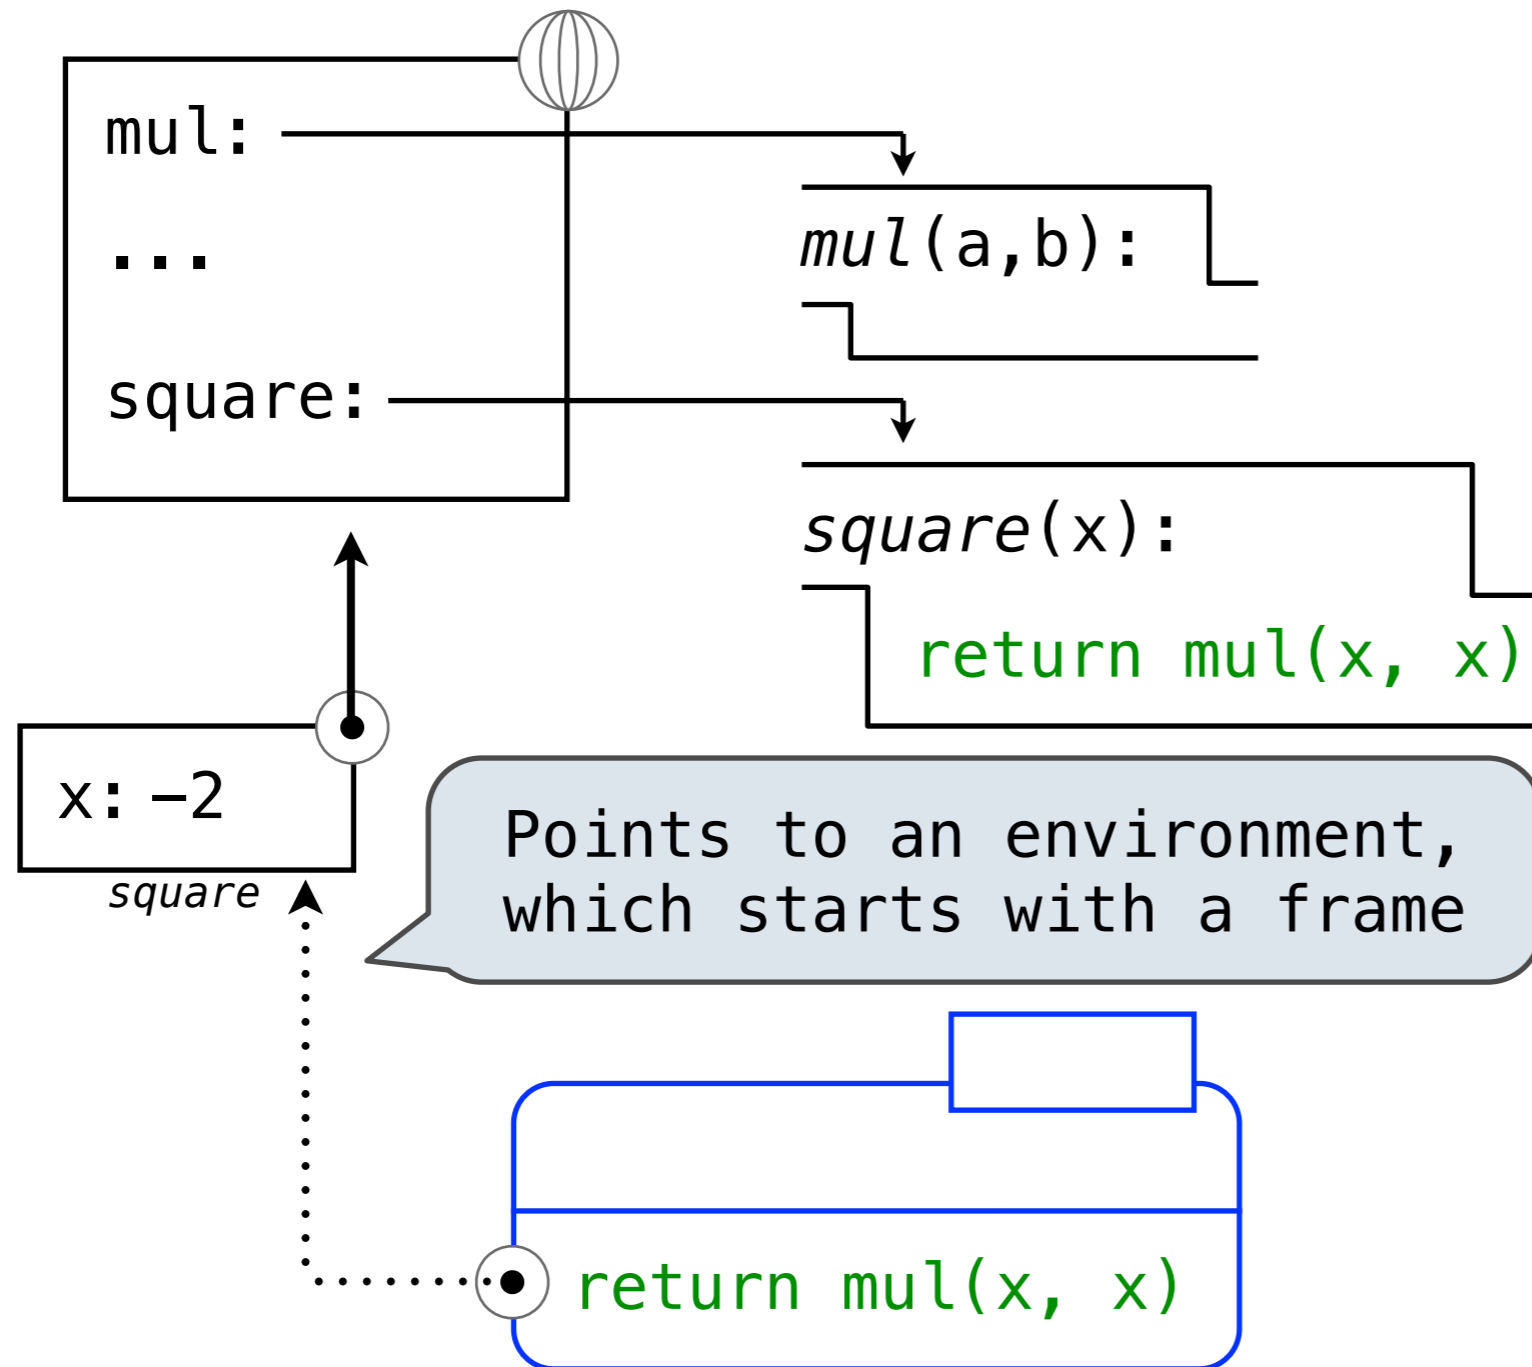 mul:
mul(a,b):
...
square:
square(x):
return mul(x, x)
x: −2
square
Points to an environment,
which starts with a frame
return mul(x, x)